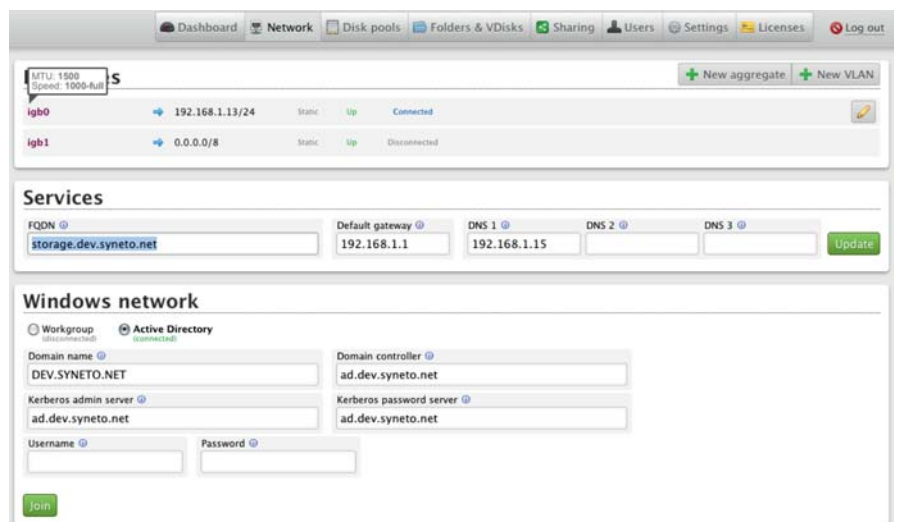 Dashboard Network Disk pools Folders & VDisks Sharing Users Settings Licenses Log out
MTU: 1500
Speed: 1000-full
New aggregate New VLAN
igb0 192.168.1.13/24 Static Up Connected
igb1 0.0.0.0/8 Static Up Disconnected
Services
FQDN Default gateway DNS 1 DNS 2 DNS 3
storage.dev.syneto.net 192.168.1.1 192.168.1.15 Update
Windows network
Workgroup Active Directory
(disconnected) (connected)
Domain name Domain controller
DEV.SYNETO.NET ad.dev.syneto.net
Kerberos admin server Kerberos password server
ad.dev.syneto.net ad.dev.syneto.net
Username Password
Join